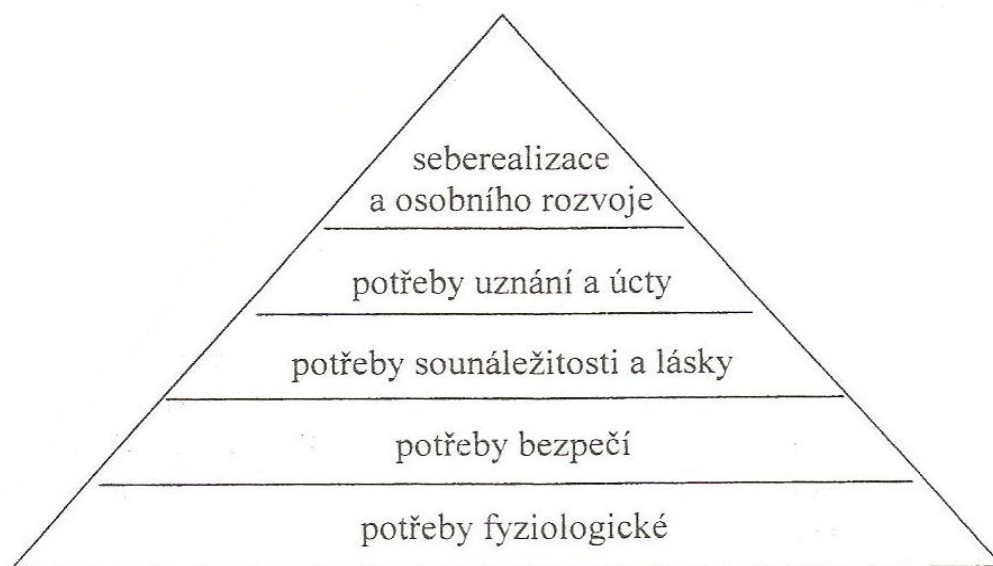 seberealizace
a osobního rozvoje
potřeby uznání a úcty
potřeby sounáležitosti a lásky
potřeby bezpečí
potřeby fyziologické